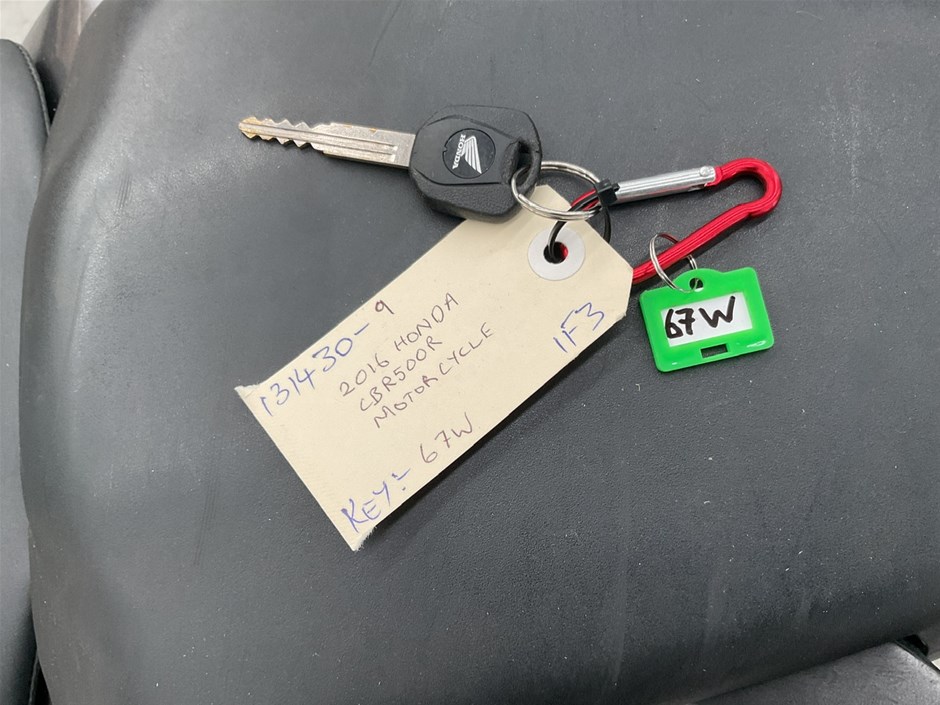 HONDA
131430-9
2016 HONDA
CBR500R
MOTORCYCLE
1F3
KEY:- 67W
67W